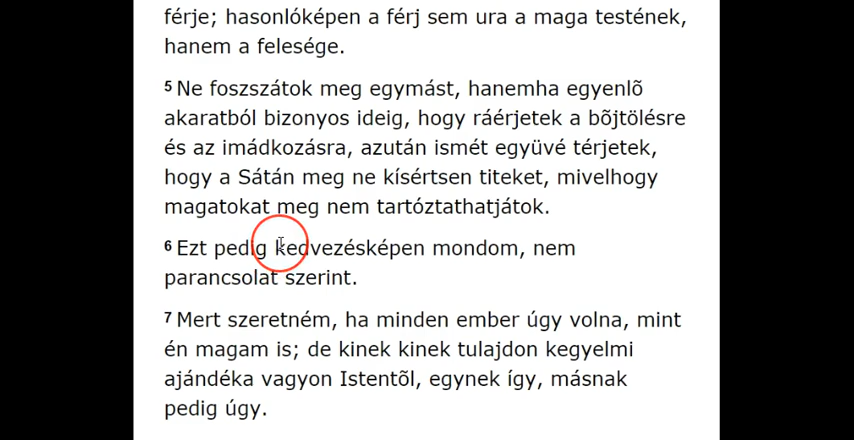 férje; hasonlóképen a férj sem ura a maga testének,
hanem a felesége.
5 Ne foszszátok meg egymást, hanemha egyenlõ
akaratból bizonyos ideig, hogy ráérjetek a bõjtölésre
és az imádkozásra, azután ismét együvé térjetek,
hogy a Sátán meg ne kísértsen titeket, mivelhogy
magatokat meg nem tartóztathatjátok.
6 Ezt pedig kedvezésképen mondom, nem
parancsolat szerint.
7 Mert szeretném, ha minden ember úgy volna, mint
én magam is; de kinek kinek tulajdon kegyelmi
ajándéka vagyon Istentõl, egynek így, másnak
pedig úgy.